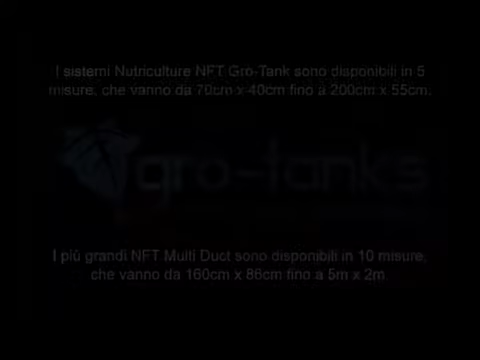 I sistemi Nutriculture NFT Gro-Tank sono disponibili in 5
misure, che vanno da 70cm x 40cm fino a 200cm x 55cm.
gro-tanks
I più grandi NFT Multi Duct sono disponibili in 10 misure,
che vanno da 160cm x 86cm fino a 5m x 2m